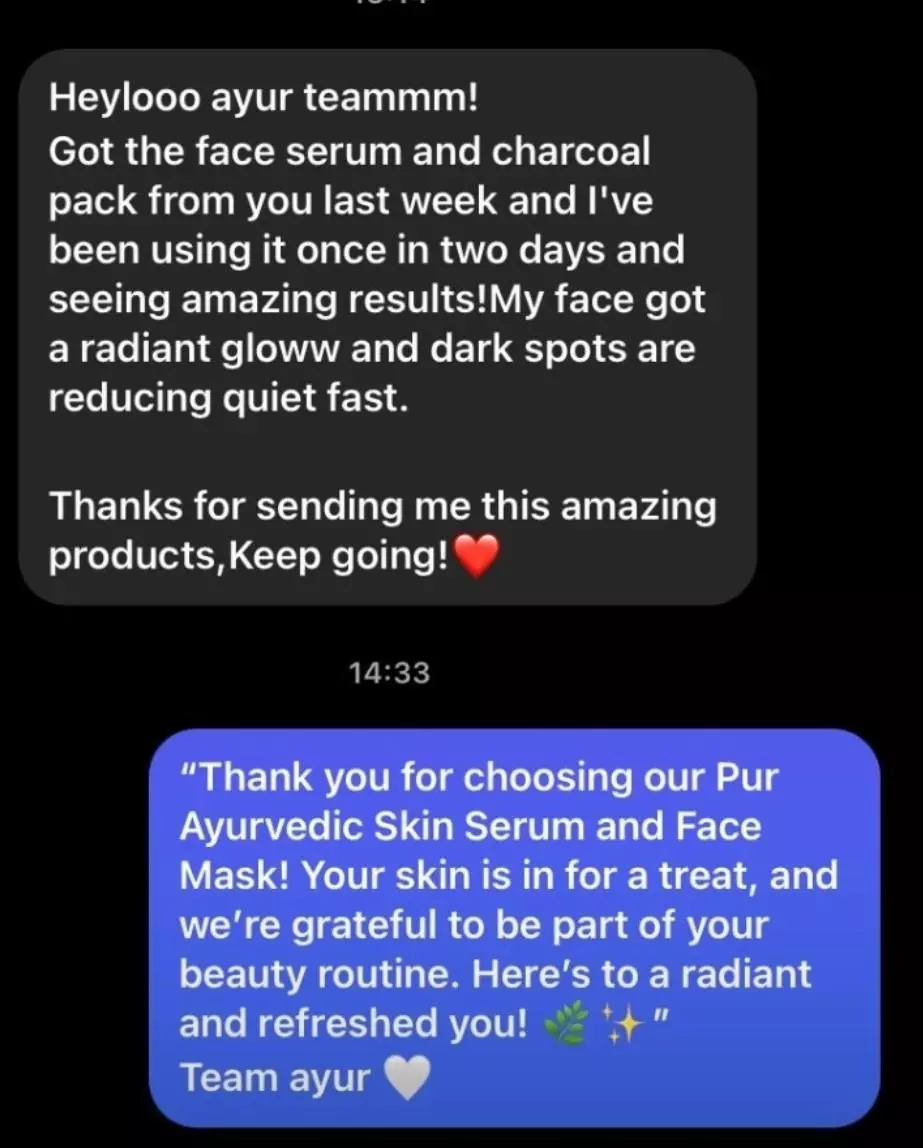 Heylooo ayur teammm!
Got the face serum and charcoal
pack from you last week and I've
been using it once in two days and
seeing amazing results!My face got
a radiant gloww and dark spots are
reducing quiet fast.
Thanks for sending me this amazing
products,Keep going!❤️
14:33
“Thank you for choosing our Pur
Ayurvedic Skin Serum and Face
Mask! Your skin is in for a treat, and
we’re grateful to be part of your
beauty routine. Here’s to a radiant
and refreshed you! 🌿 ✨”
Team ayur 🤍